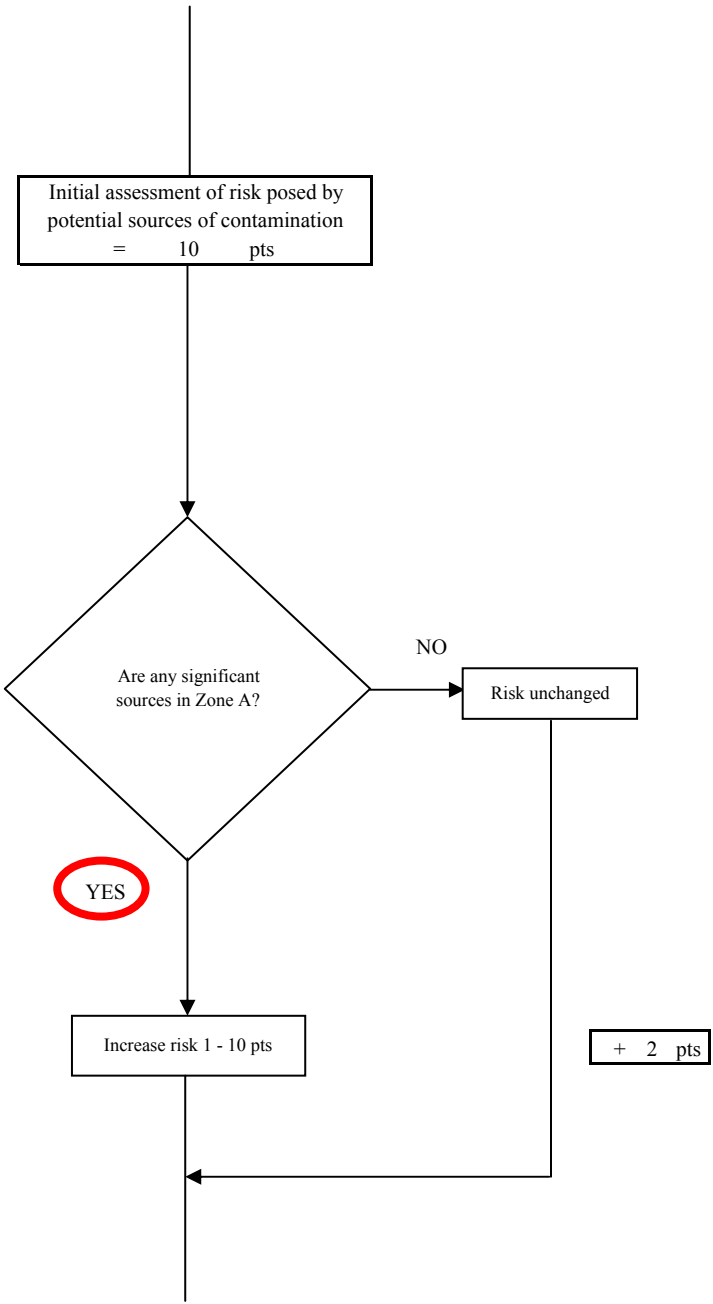 Initial assessment of risk posed by
potential sources of contamination
= 10 pts
Are any significant
sources in Zone A?
NO
Risk unchanged
YES
Increase risk 1 - 10 pts
+ 2 pts